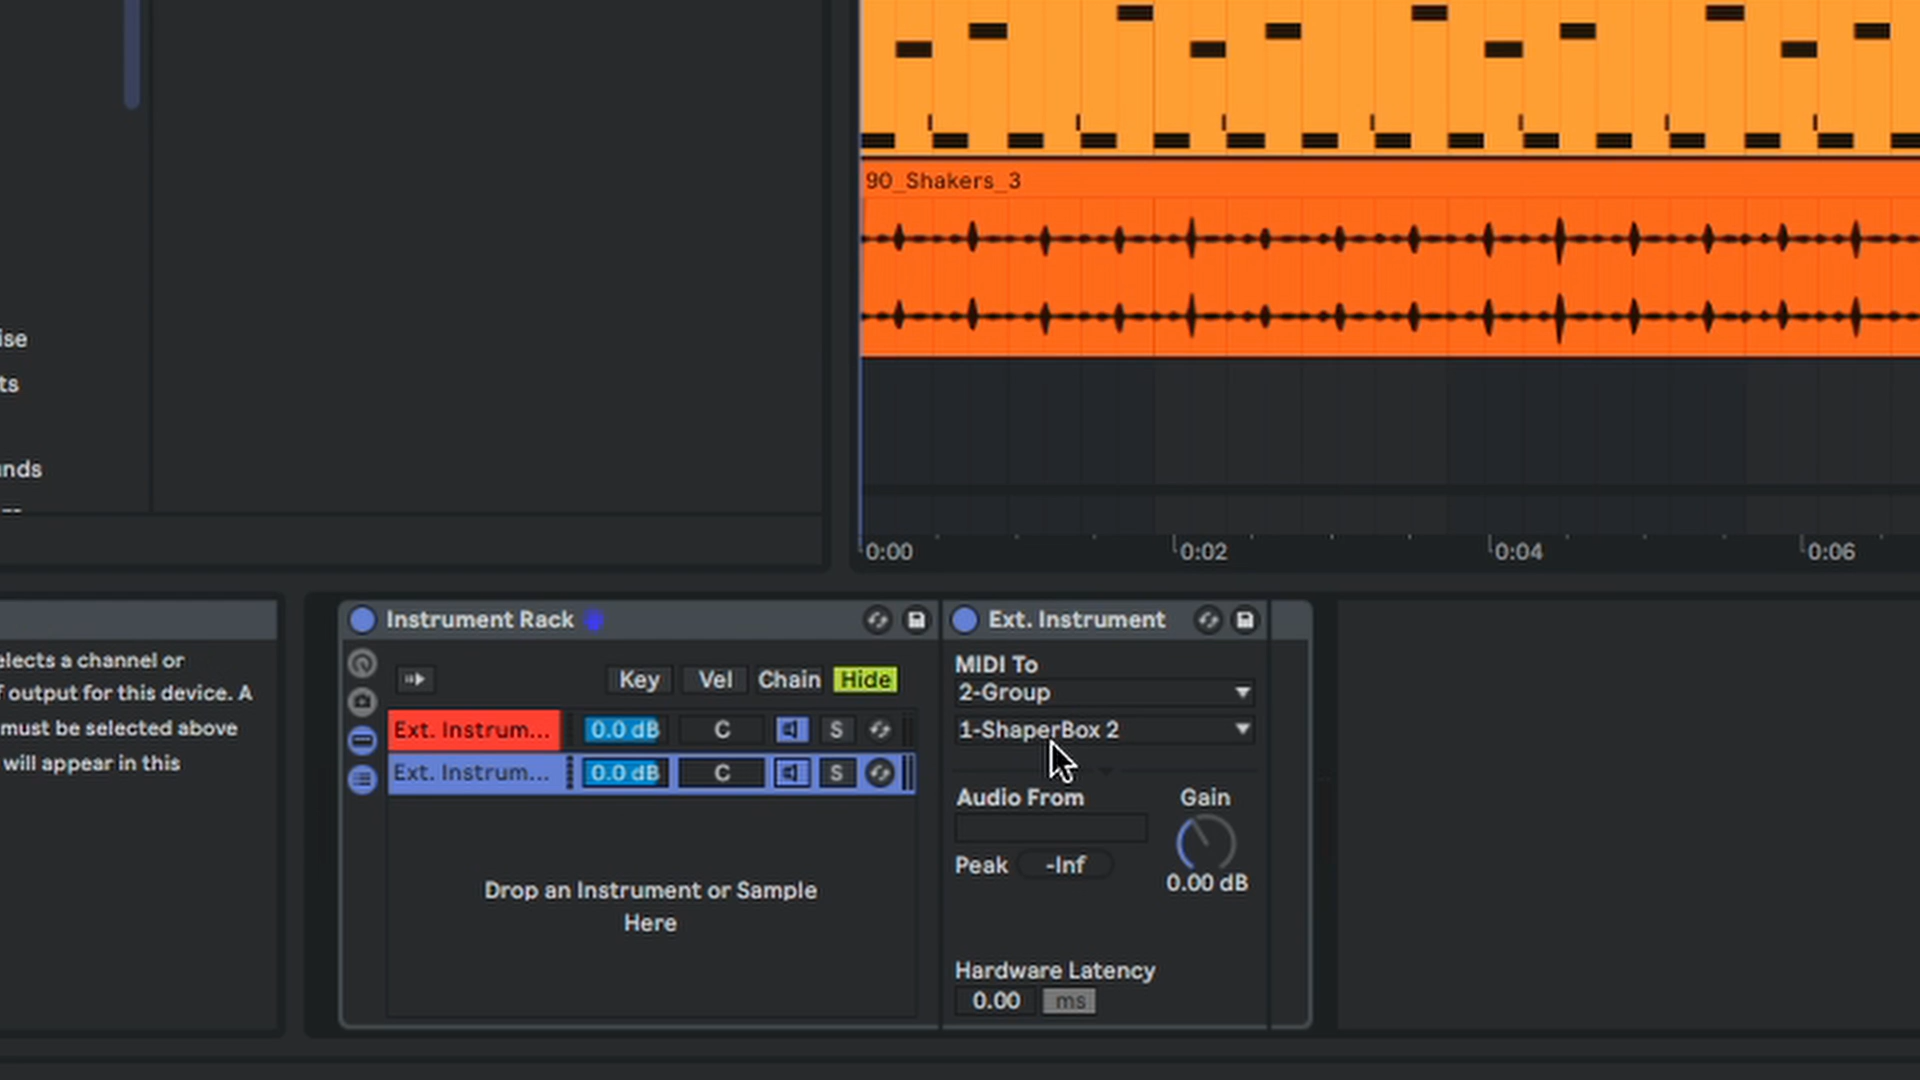 90_Shakers_3
ise
ts
unds
0:00
0:02
0:04
0:06
elects a channel or
f output for this device. A
must be selected above
will appear in this
Instrument Rack
Key
Vel
Chain
Hide
Ext. Instrum...
0.0 dB
C
S
Ext. Instrum...
0.0 dB
C
S
Drop an Instrument or Sample
Here
Ext. Instrument
MIDI To
2-Group
1-ShaperBox 2
Audio From
Gain
Peak
-Inf
0.00 dB
Hardware Latency
0.00
ms